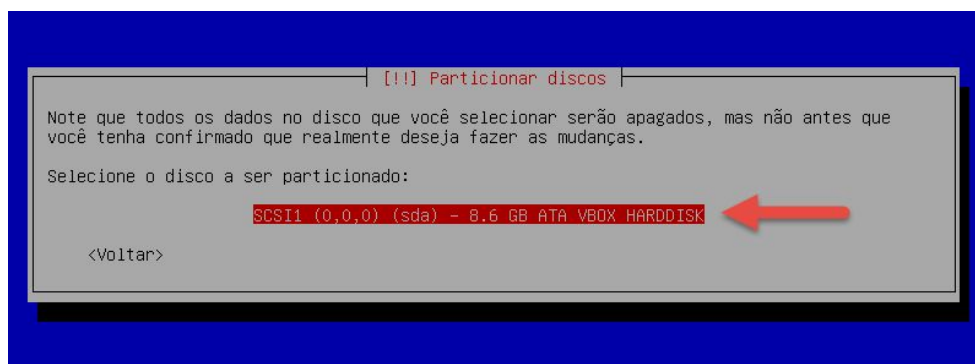 [!!] Particionar discos
Note que todos os dados no disco que você selecionar serão apagados, mas não antes que
você tenha confirmado que realmente deseja fazer as mudanças.
Selecione o disco a ser particionado:
SCSI1 (0,0,0) (sda) - 8.6 GB ATA VBOX HARDDISK
<Voltar>